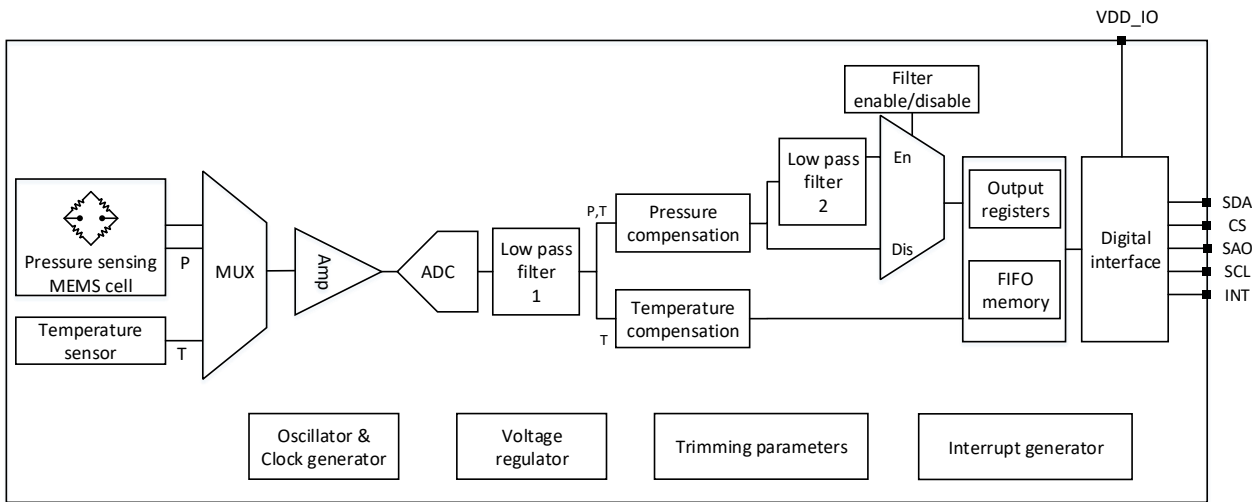 VDD_IO
Filter
enable/disable
Low pass
filter
2
En
Dis
Pressure sensing
MEMS cell
P
Temperature
sensor
T
MUX
Amp
ADC
Low pass
filter
1
P,T
Pressure
compensation
T
Temperature
compensation
Output
registers
FIFO
memory
Digital
interface
SDA
CS
SAO
SCL
INT
Oscillator &
Clock generator
Voltage
regulator
Trimming parameters
Interrupt generator